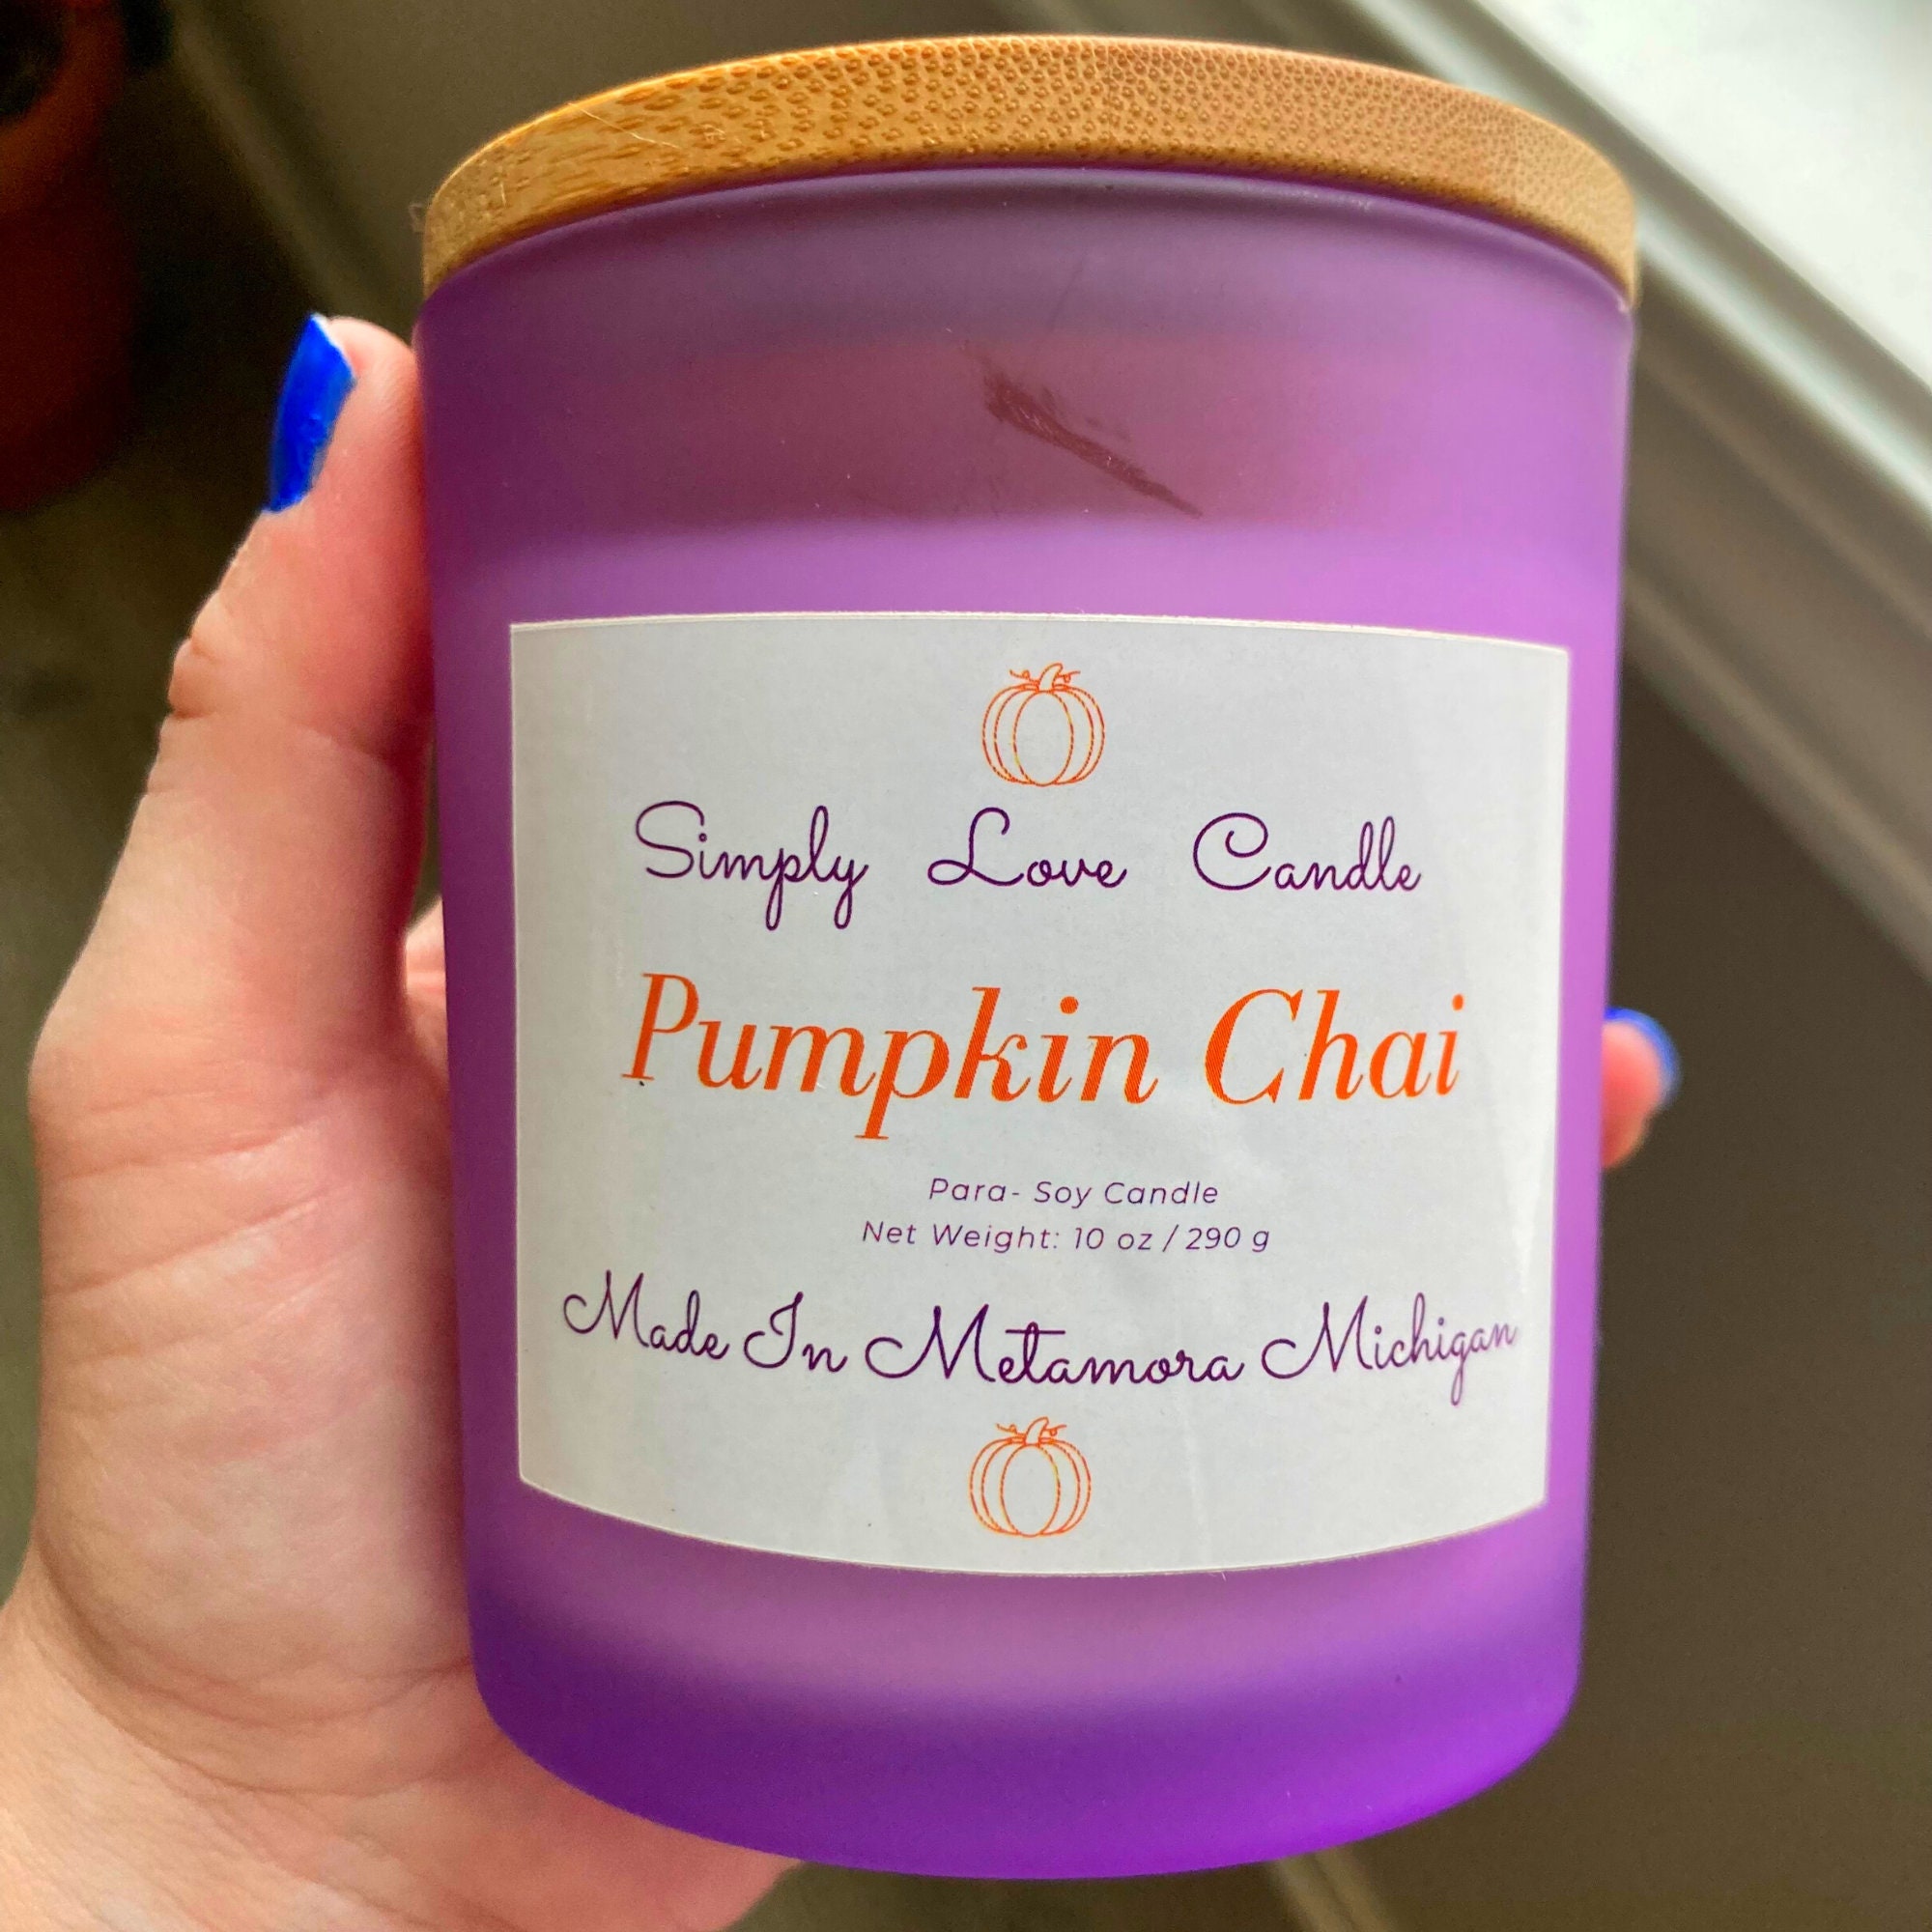 Simply Love Candle
Pumpkin Chai
Para- Soy Candle
Net Weight: 10 oz / 290 g
Made In Metamora Michigan